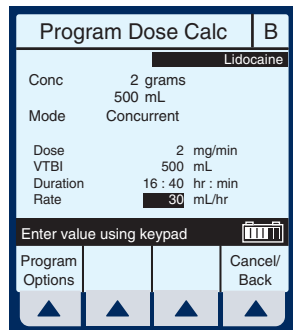 Program Dose Calc B
Lidocaine
Conc 2 grams
500 mL
Mode Concurrent
Dose 2 mg/min
VTBI 500 mL
Duration 16 : 40 hr : min
Rate 30 mL/hr
Enter value using keypad
Program Options Cancel/ Back